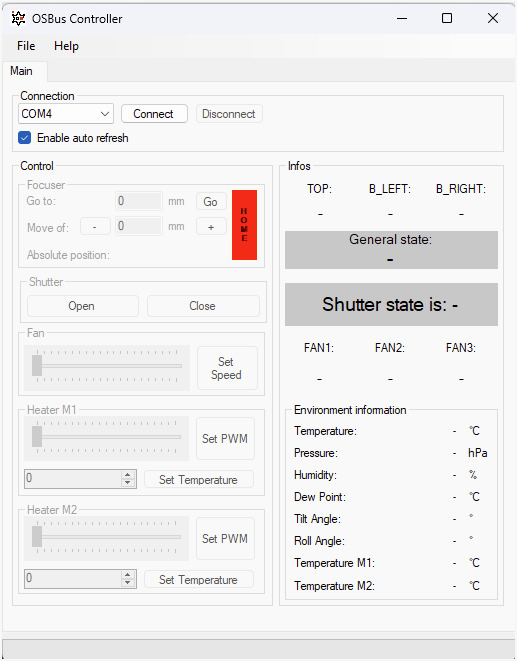 OSBus Controller
File Help
Main
Connection
COM4 Connect Disconnect
Enable auto refresh
Control
Focuser
Go to: 0 mm Go
Move of: - 0 mm +
HOME
Absolute position:
Shutter
Open Close
Fan
Set Speed
Heater M1
Set PWM
0 Set Temperature
Heater M2
Set PWM
0 Set Temperature
Infos
TOP: B_LEFT: B_RIGHT:
- - -
General state:
-
Shutter state is: -
FAN1: FAN2: FAN3:
- - -
Environment information
Temperature: - °C
Pressure: - hPa
Humidity: - %
Dew Point: - °C
Tilt Angle: - °
Roll Angle: - °
Temperature M1: - °C
Temperature M2: - °C